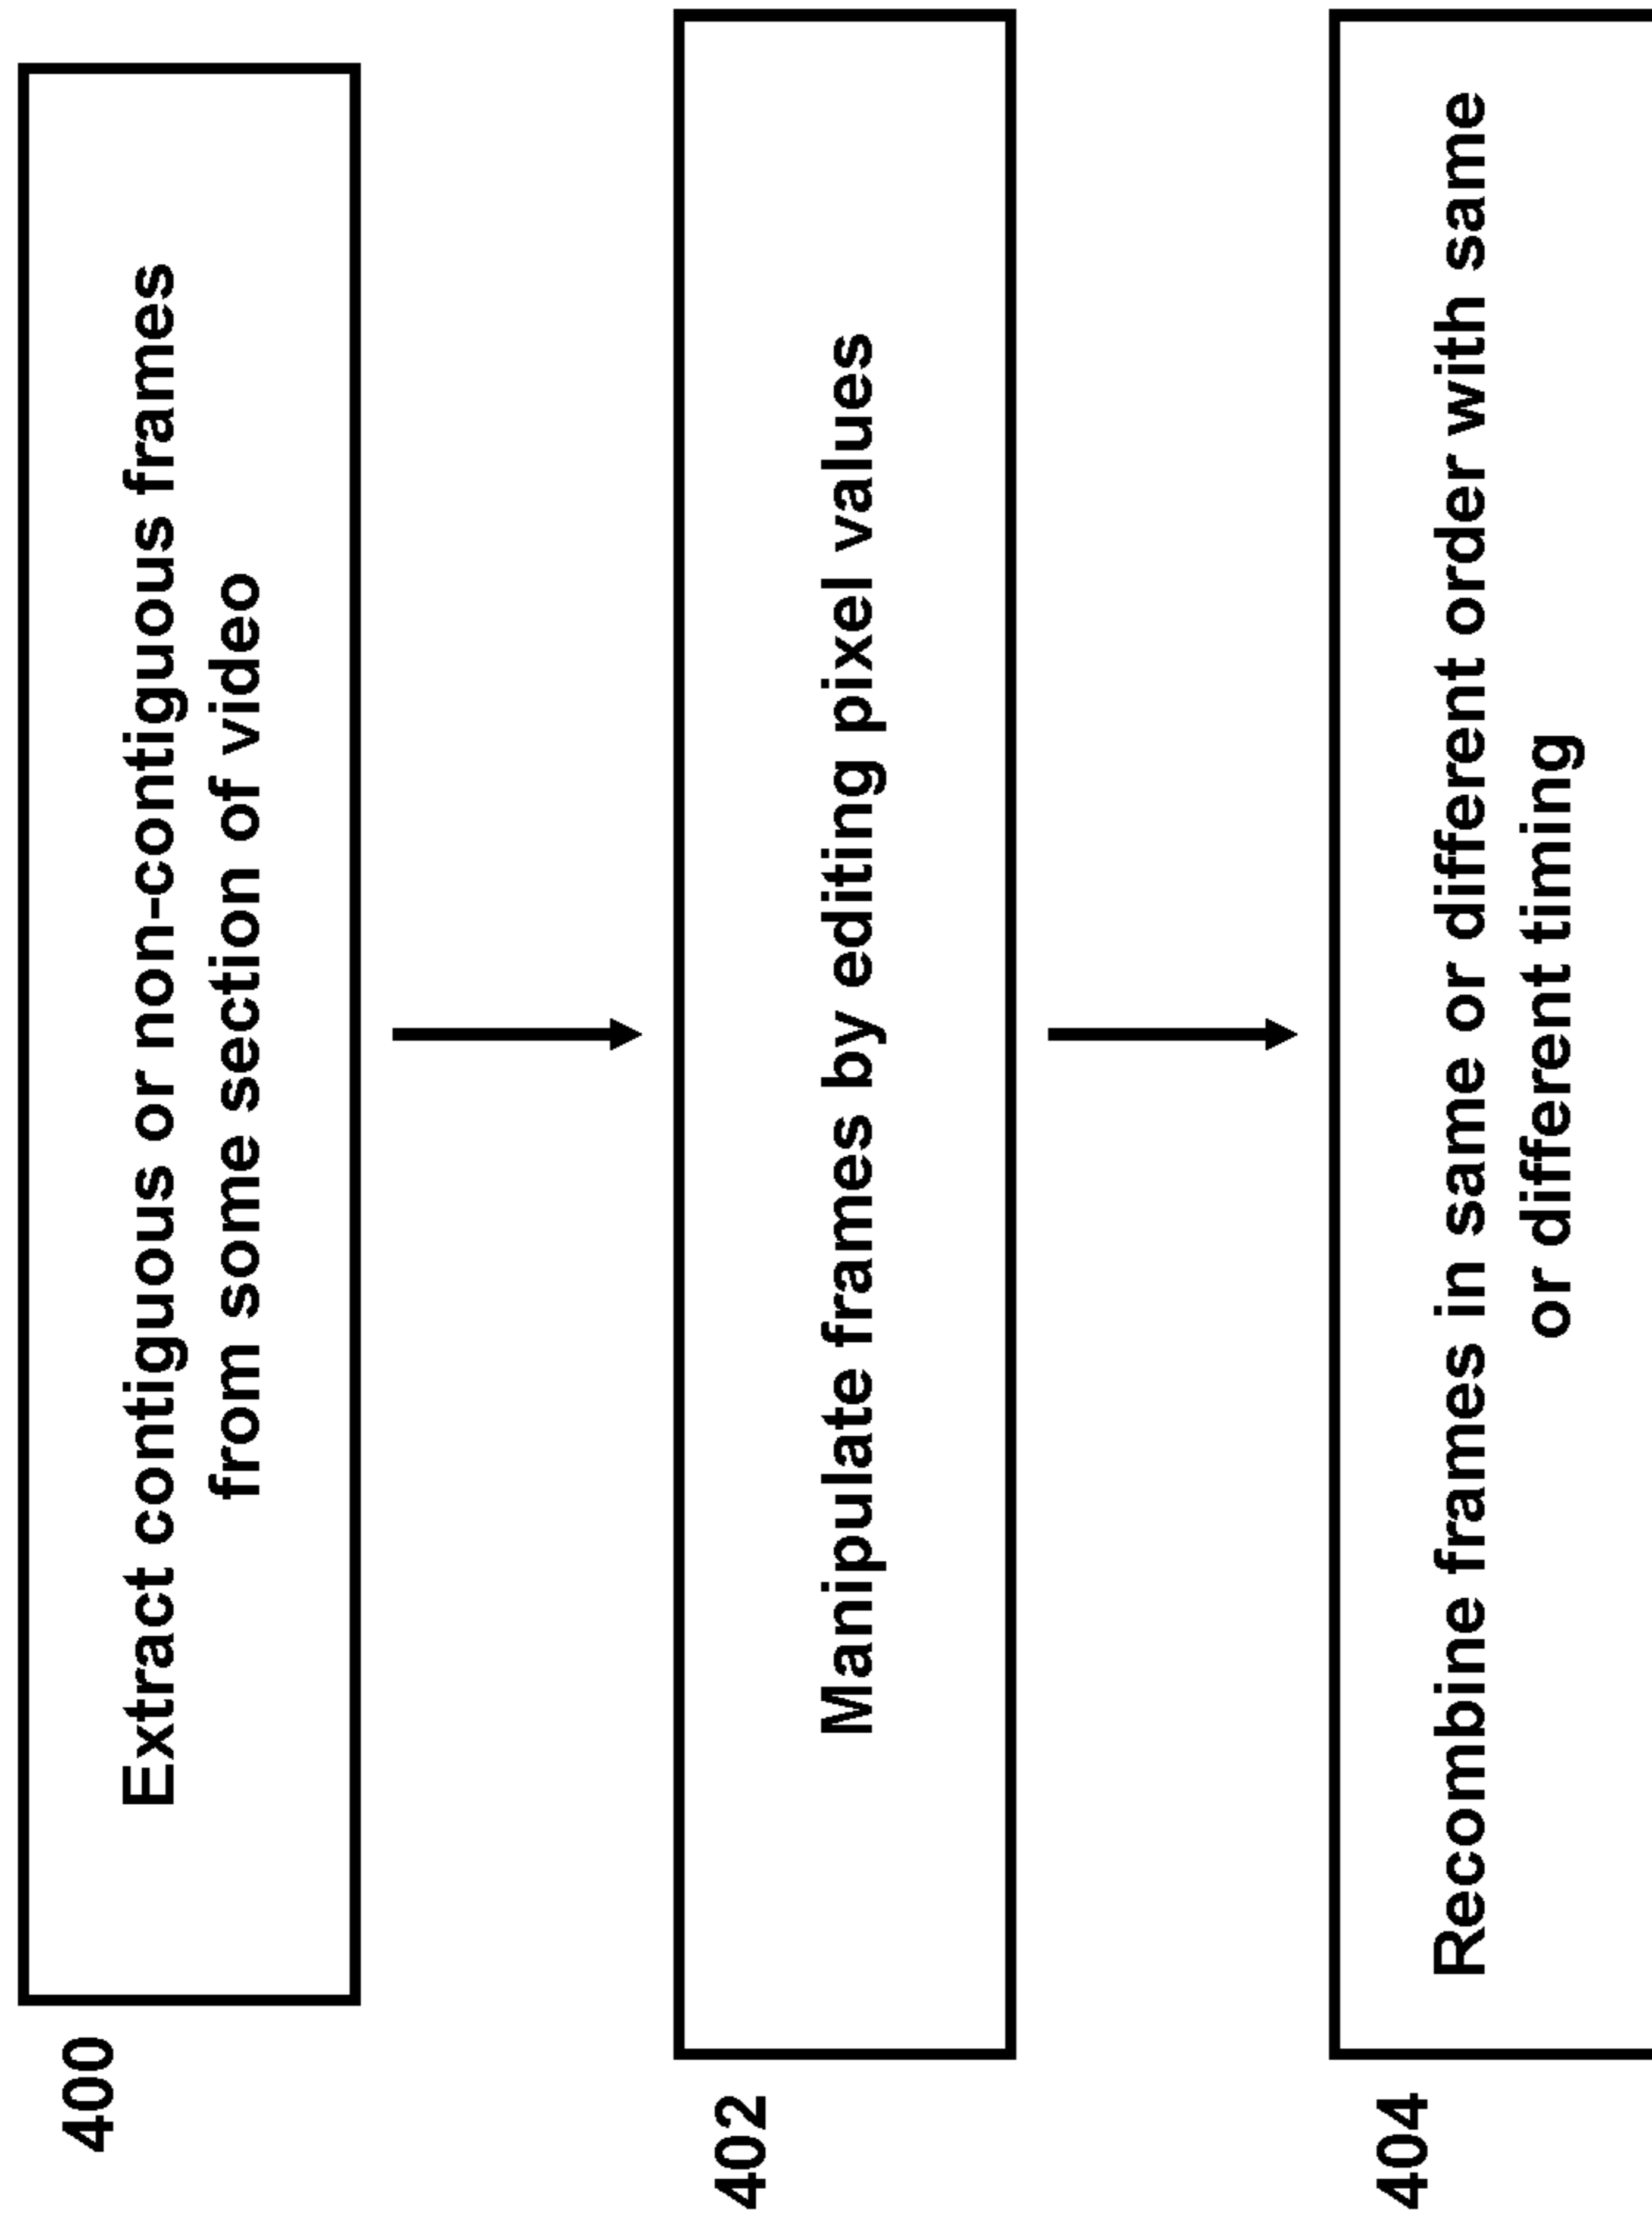 400
Extract contiguous or non-contiguous frames
from some section of video
402
Manipulate frames by editing pixel values
404
Recombine frames in same or different order with same
or different timing